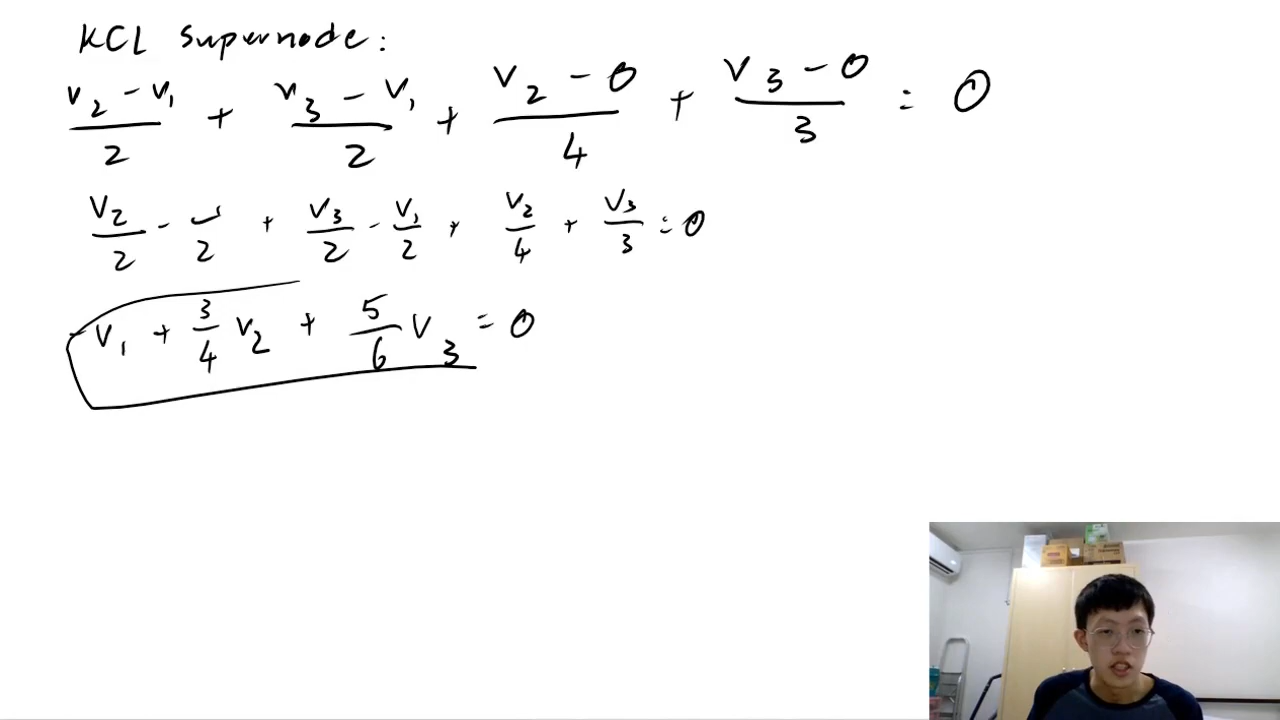 KCL supernode:
(v2 - v1)/2 + (v3 - v1)/2 + (v2 - 0)/4 + (v3 - 0)/3 = 0
v2/2 - /2 + v3/2 - v1/2 + v2/4 + v3/3 = 0
-v1 + 3/4 v2 + 5/6 v3 = 0